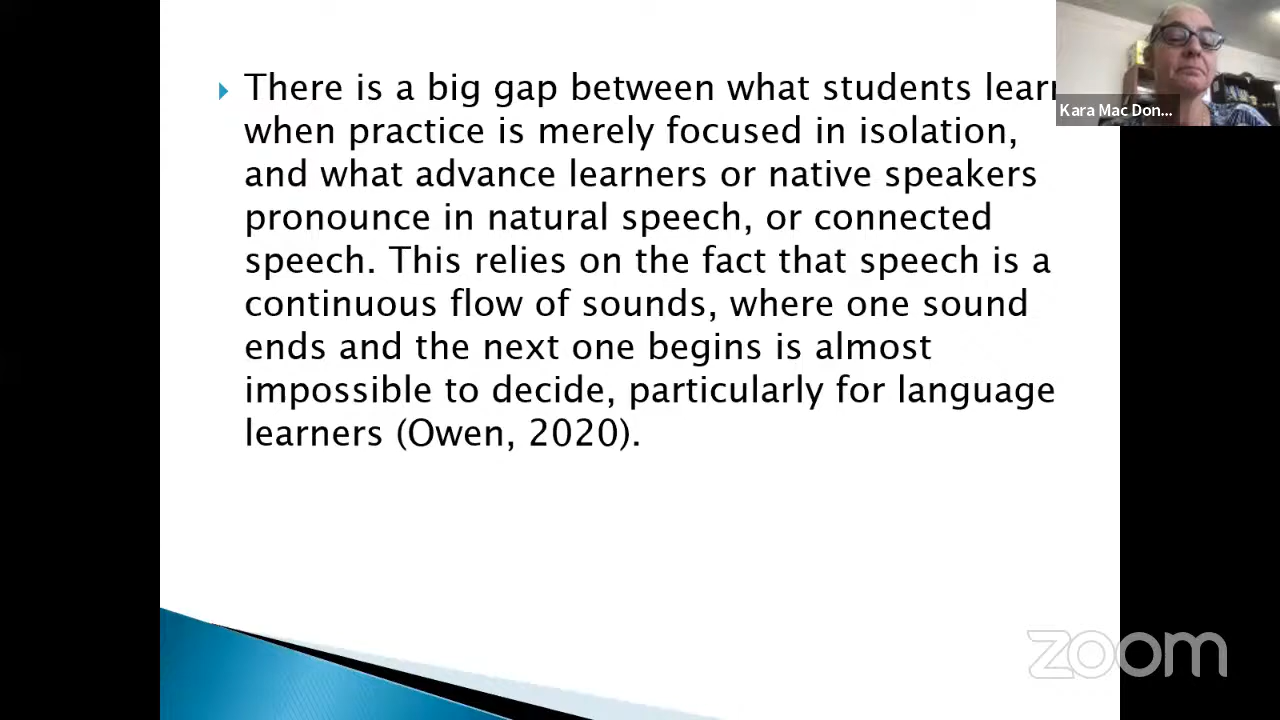 There is a big gap between what students lear
when practice is merely focused in isolation,
and what advance learners or native speakers
pronounce in natural speech, or connected
speech. This relies on the fact that speech is a
continuous flow of sounds, where one sound
ends and the next one begins is almost
impossible to decide, particularly for language
learners (Owen, 2020).
Kara Mac Don...
zoom